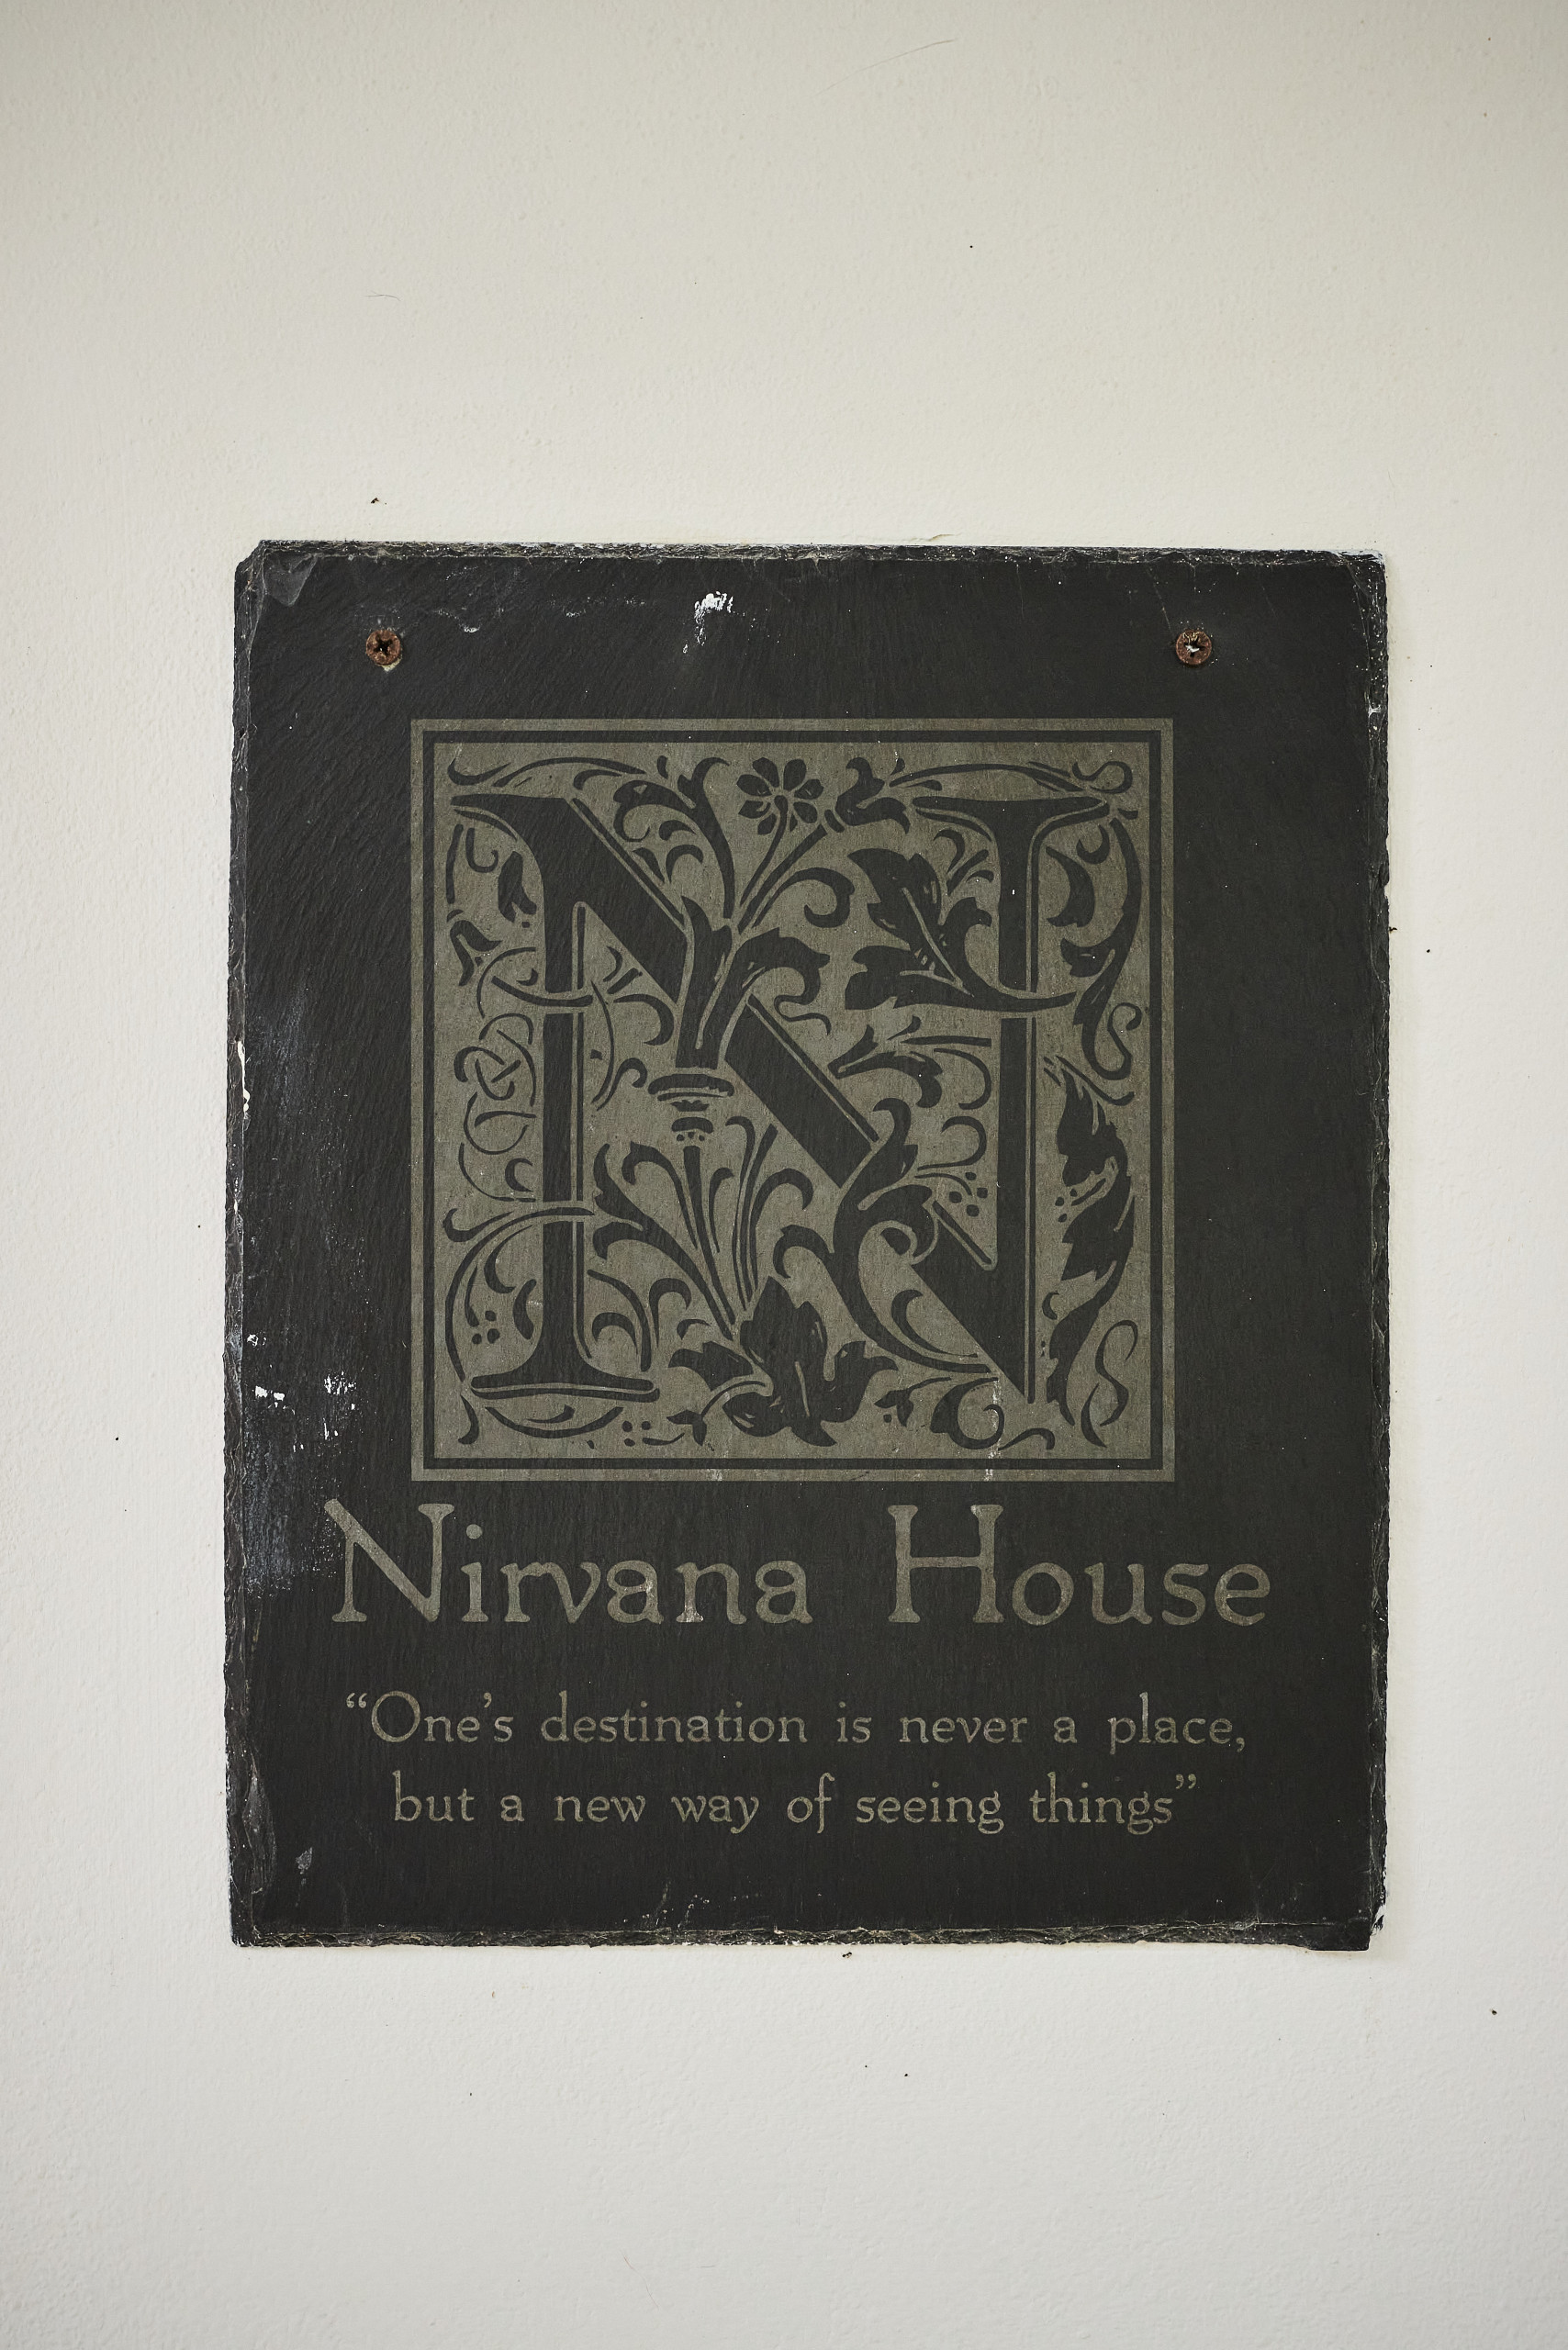 N
Nirvana House
“One’s destination is never a place,
but a new way of seeing things”